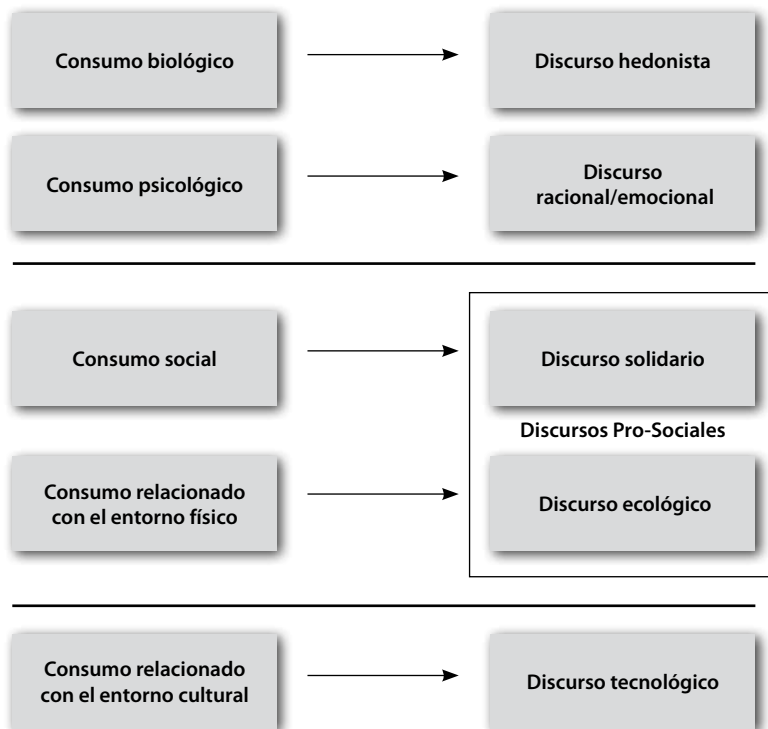 Consumo biológico
Discurso hedonista
Consumo psicológico
Discurso
racional/emocional
Consumo social
Discurso solidario
Discursos Pro-Sociales
Consumo relacionado
con el entorno físico
Discurso ecológico
Consumo relacionado
con el entorno cultural
Discurso tecnológico